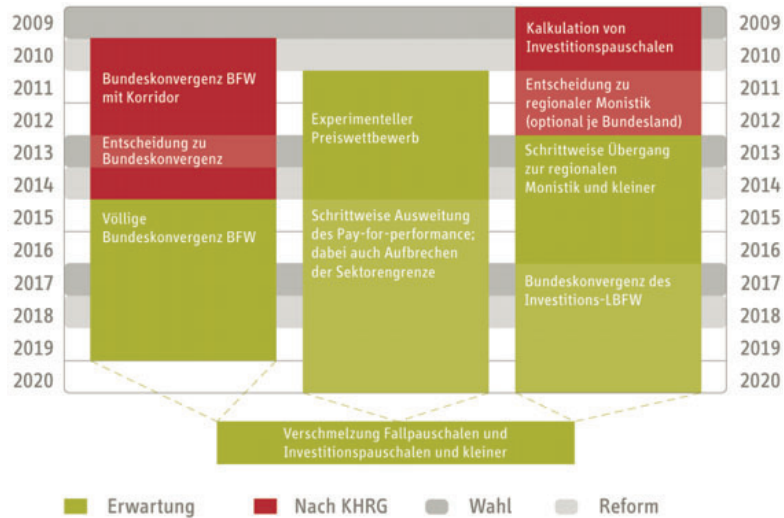 2009
2010
2011
2012
2013
2014
2015
2016
2017
2018
2019
2020
Bundeskonvergenz BFW
mit Korridor
Entscheidung zu
Bundeskonvergenz
Völlige
Bundeskonvergenz BFW
Experimenteller
Preiswettbewerb
Schrittweise Ausweitung
des Pay-for-performance;
dabei auch Aufbrechen
der Sektorengrenze
Kalkulation von
Investitionspauschalen
Entscheidung zu
regionaler Monistik
(optional je Bundesland)
Schrittweise Übergang
zur regionalen
Monistik und kleiner
Bundeskonvergenz des
Investitions-LBFW
2009
2010
2011
2012
2013
2014
2015
2016
2017
2018
2019
2020
Verschmelzung Fallpauschalen und
Investitionspauschalen und kleiner
Erwartung
Nach KHRG
Wahl
Reform